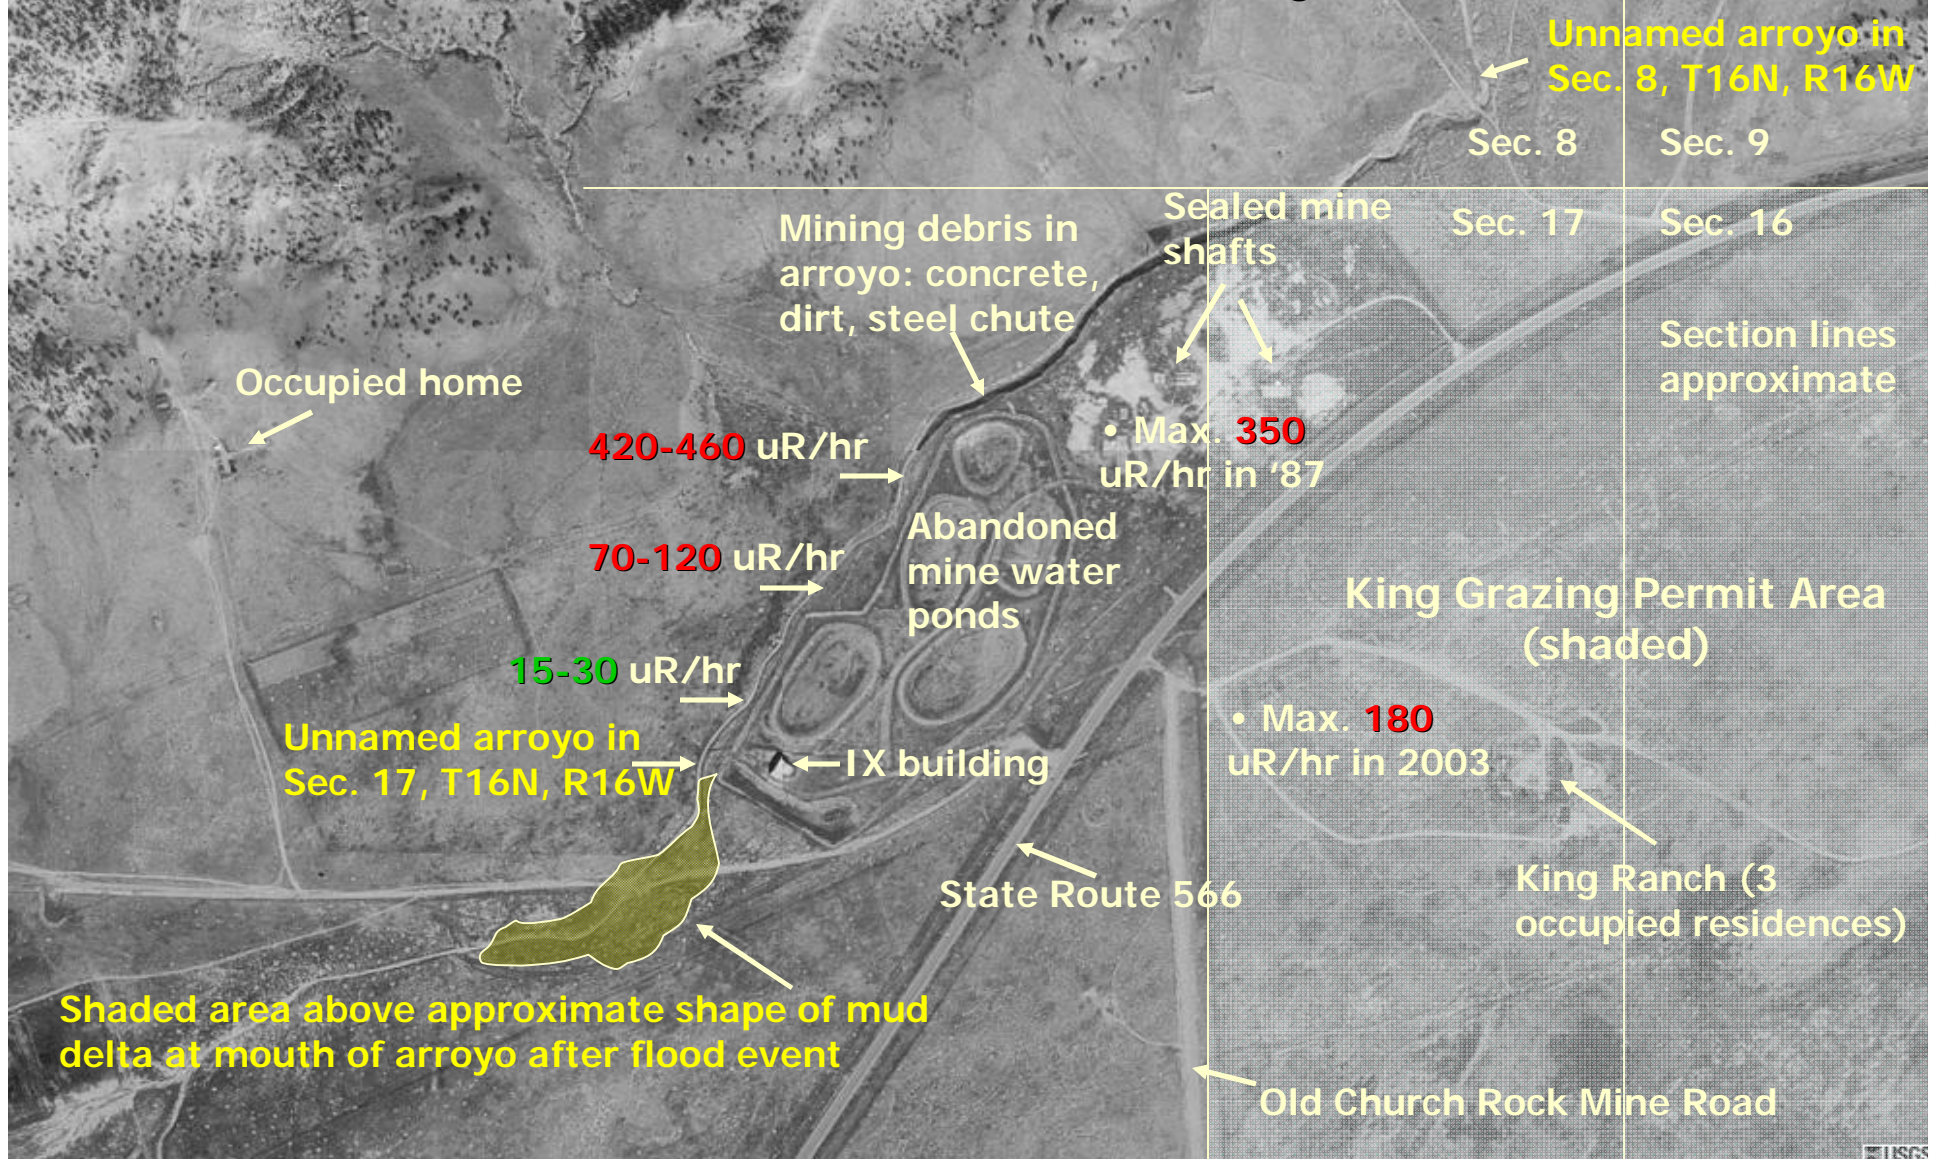 Unnamed arroyo in
Sec. 8, T16N, R16W
Sec. 8
Sec. 9
Sealed mine
shafts
Sec. 17
Sec. 16
Mining debris in
arroyo: concrete,
dirt, steel chute
Section lines
approximate
Occupied home
420-460 uR/hr
• Max. 350
uR/hr in ‘87
Abandoned
mine water
ponds
70-120 uR/hr
King Grazing Permit Area
(shaded)
15-30 uR/hr
• Max. 180
uR/hr in 2003
Unnamed arroyo in
Sec. 17, T16N, R16W
IX building
State Route 566
King Ranch (3
occupied residences)
Shaded area above approximate shape of mud
delta at mouth of arroyo after flood event
Old Church Rock Mine Road
USGS